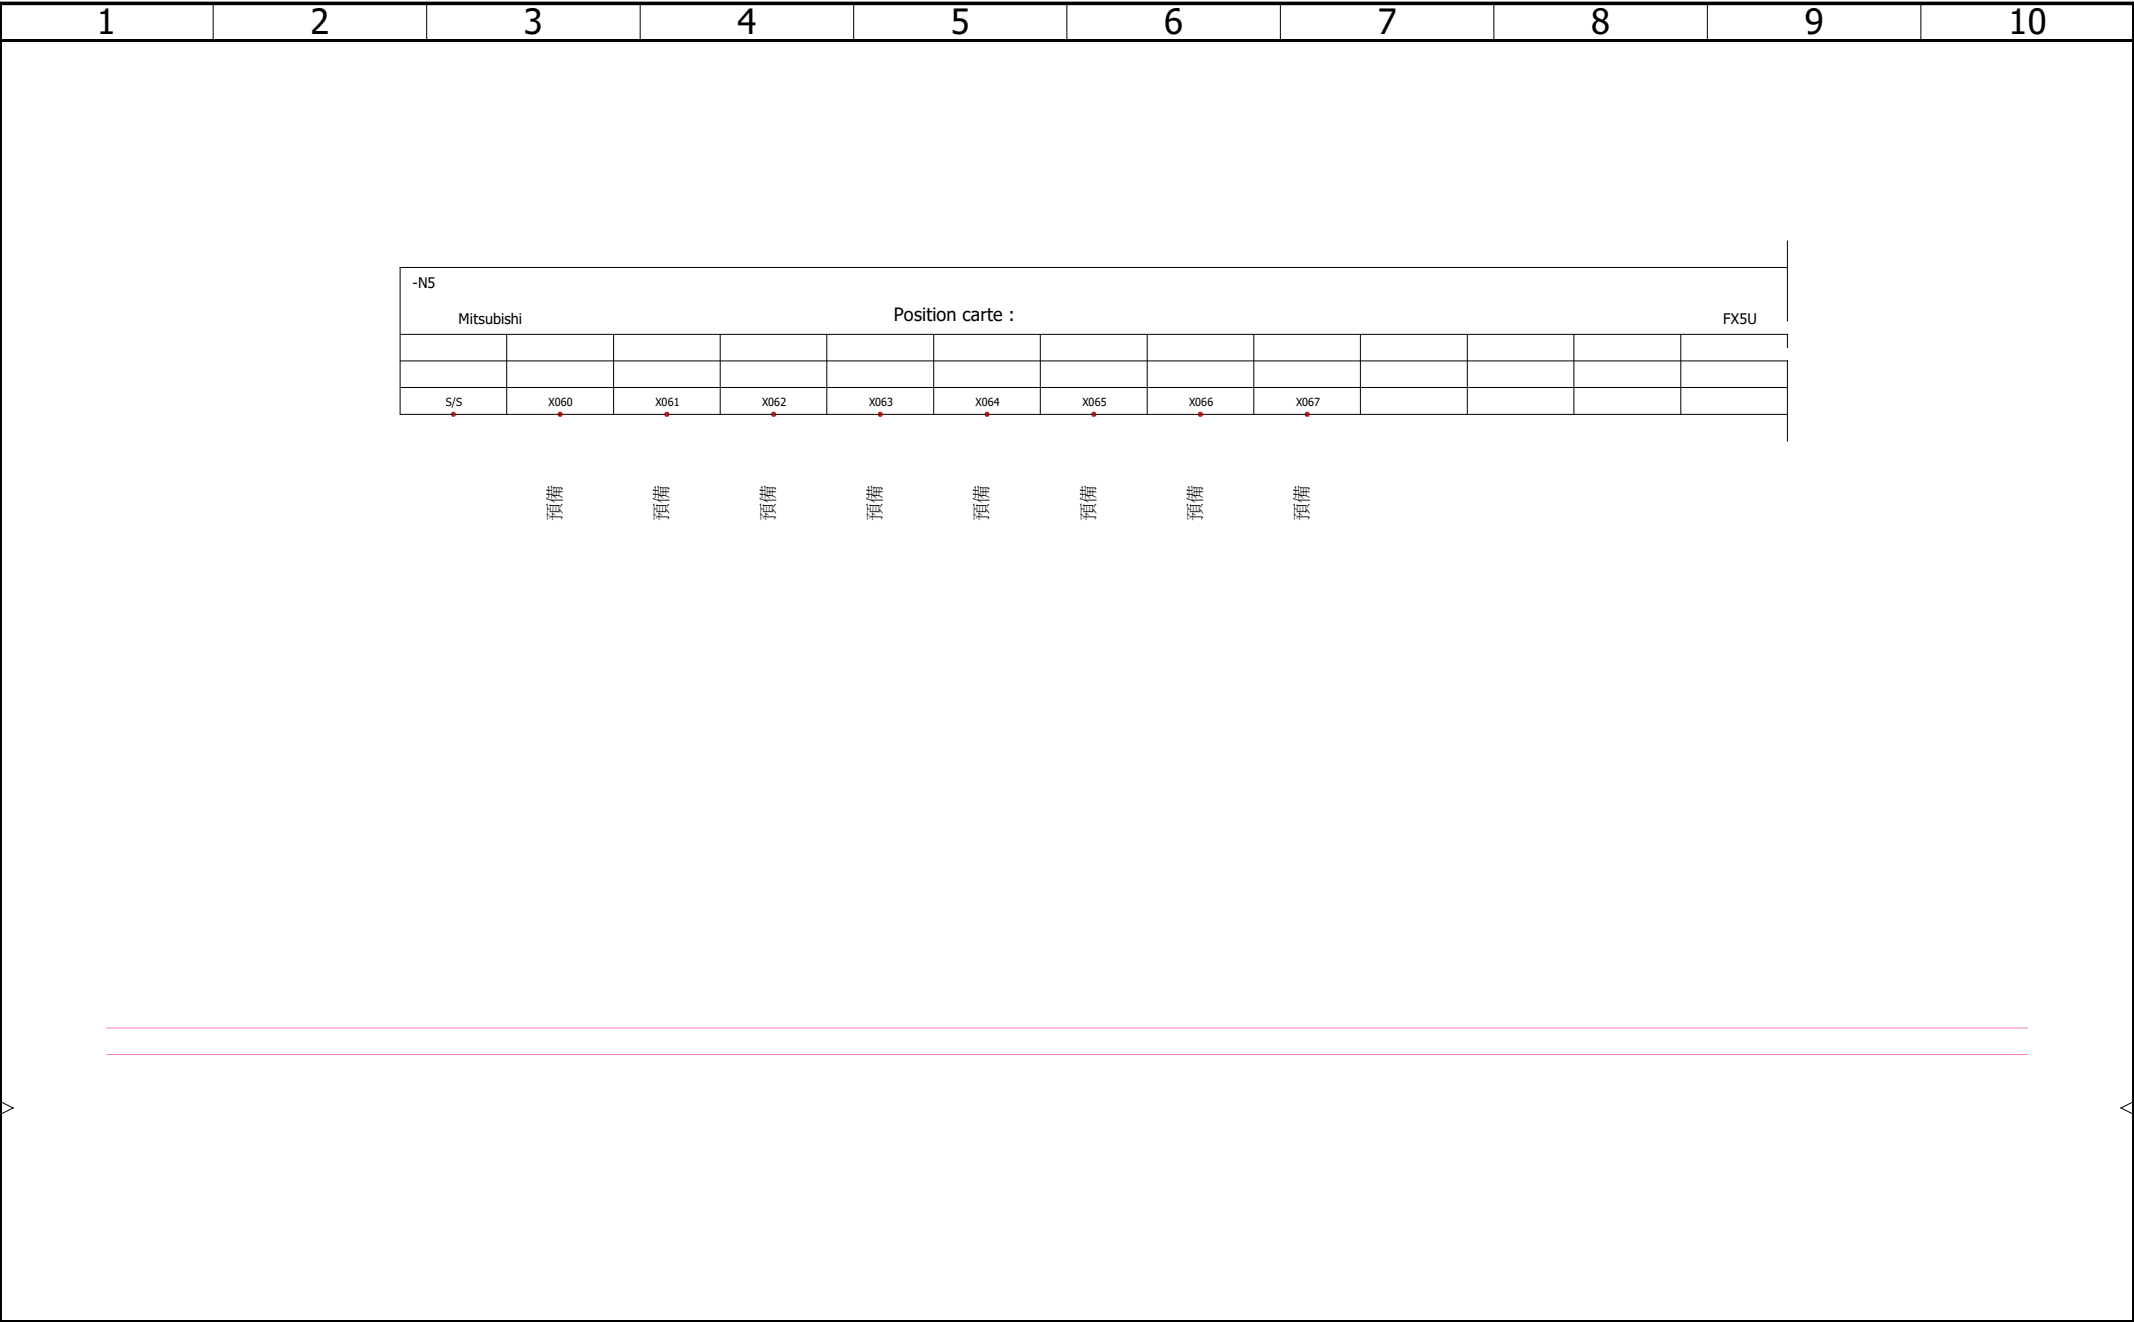 1 2 3 4 5 6 7 8 9 10
-N5
Mitsubishi Position carte : FX5U
S/S X060 X061 X062 X063 X064 X065 X066 X067
預備 預備 預備 預備 預備 預備 預備 預備